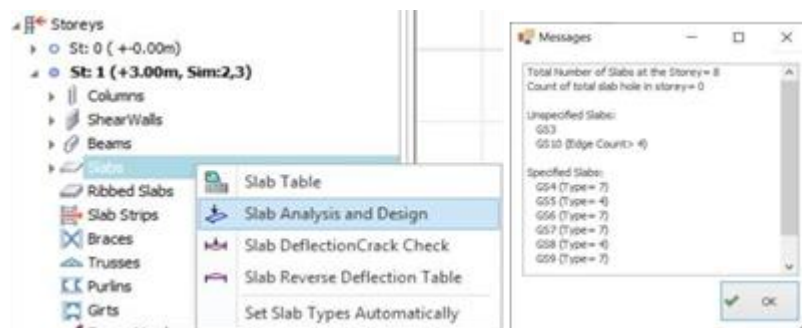 Storeys
St: 0 ( +-0.00m)
St: 1 (+3.00m, Sim:2,3)
Columns
ShearWalls
Beams
Slabs
Ribbed Slabs
Slab Strips
Braces
Trusses
Purlins
Girts
Slab Table
Slab Analysis and Design
Slab DeflectionCrack Check
Slab Reverse Deflection Table
Set Slab Types Automatically
Messages
Total Number of Slabs at the Storey= 8
Count of total slab hole in storey= 0
Unspecified Slabs:
GS3
GS10 (Edge Count> 4)
Specified Slabs:
GS4 (Type= 7)
GS5 (Type= 4)
GS6 (Type= 7)
GS7 (Type= 7)
GS8 (Type= 4)
GS9 (Type= 7)
OK